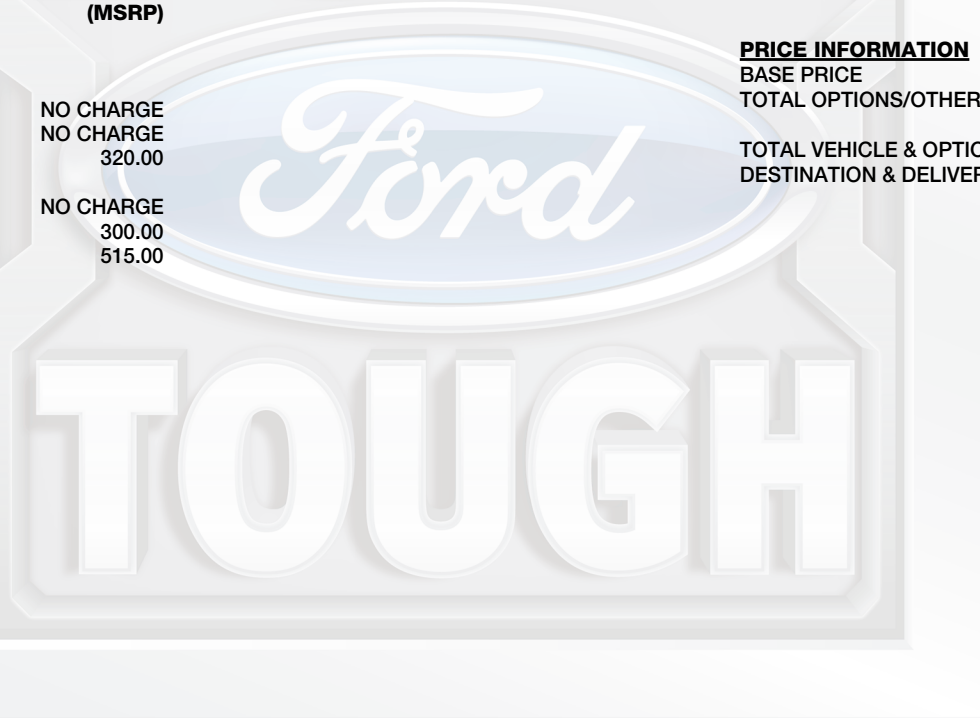 (MSRP)
NO CHARGE
NO CHARGE
320.00
NO CHARGE
300.00
515.00
PRICE INFORMATION
BASE PRICE
TOTAL OPTIONS/OTHER
TOTAL VEHICLE & OPTIO
DESTINATION & DELIVER
Ford
TOUGH